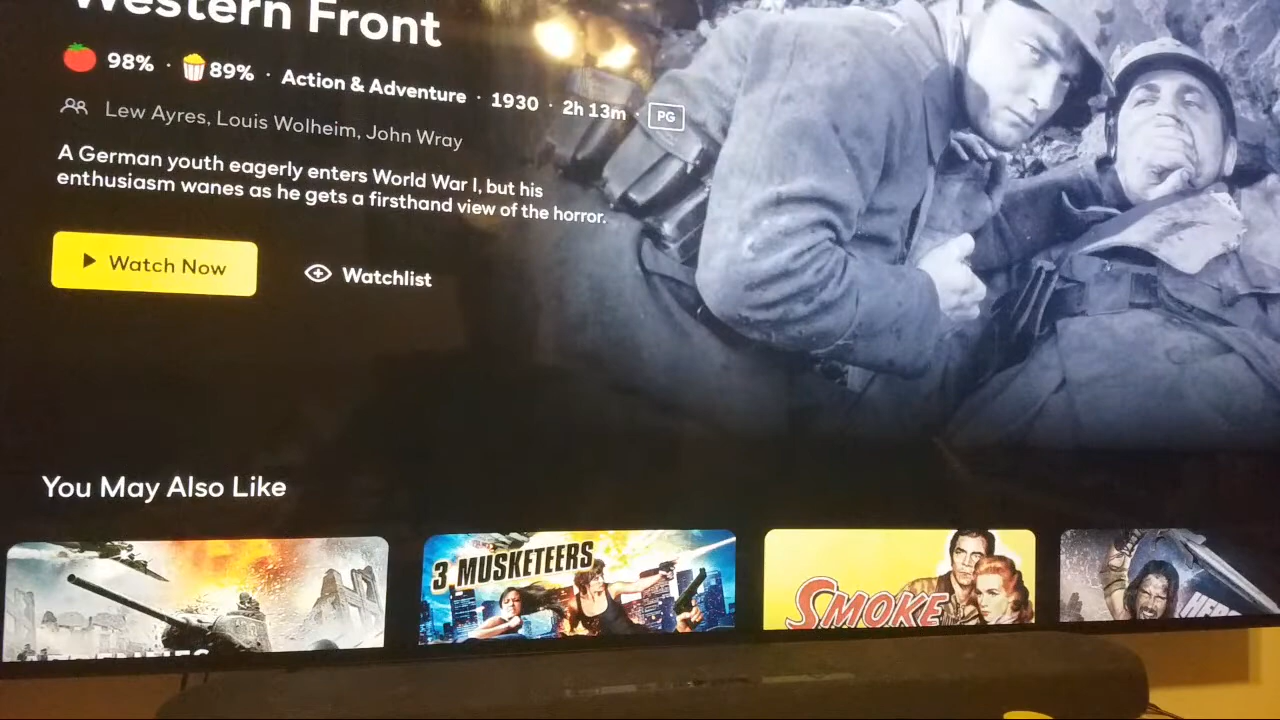 Western Front
98% · 89% · Action & Adventure · 1930 · 2h 13m · PG
Lew Ayres, Louis Wolheim, John Wray
A German youth eagerly enters World War I, but his
enthusiasm wanes as he gets a firsthand view of the horror.
Watch Now
Watchlist
You May Also Like
3 MUSKETEERS
SMOKE